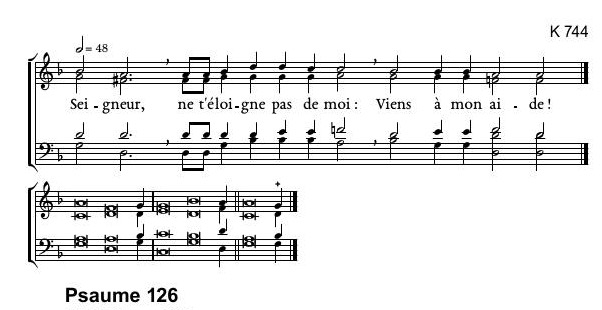 K 744
𝅗𝅥 = 48
Sei - gneur, ne t'éloi - gne pas de moi : Viens à mon ai - de !
Psaume 126